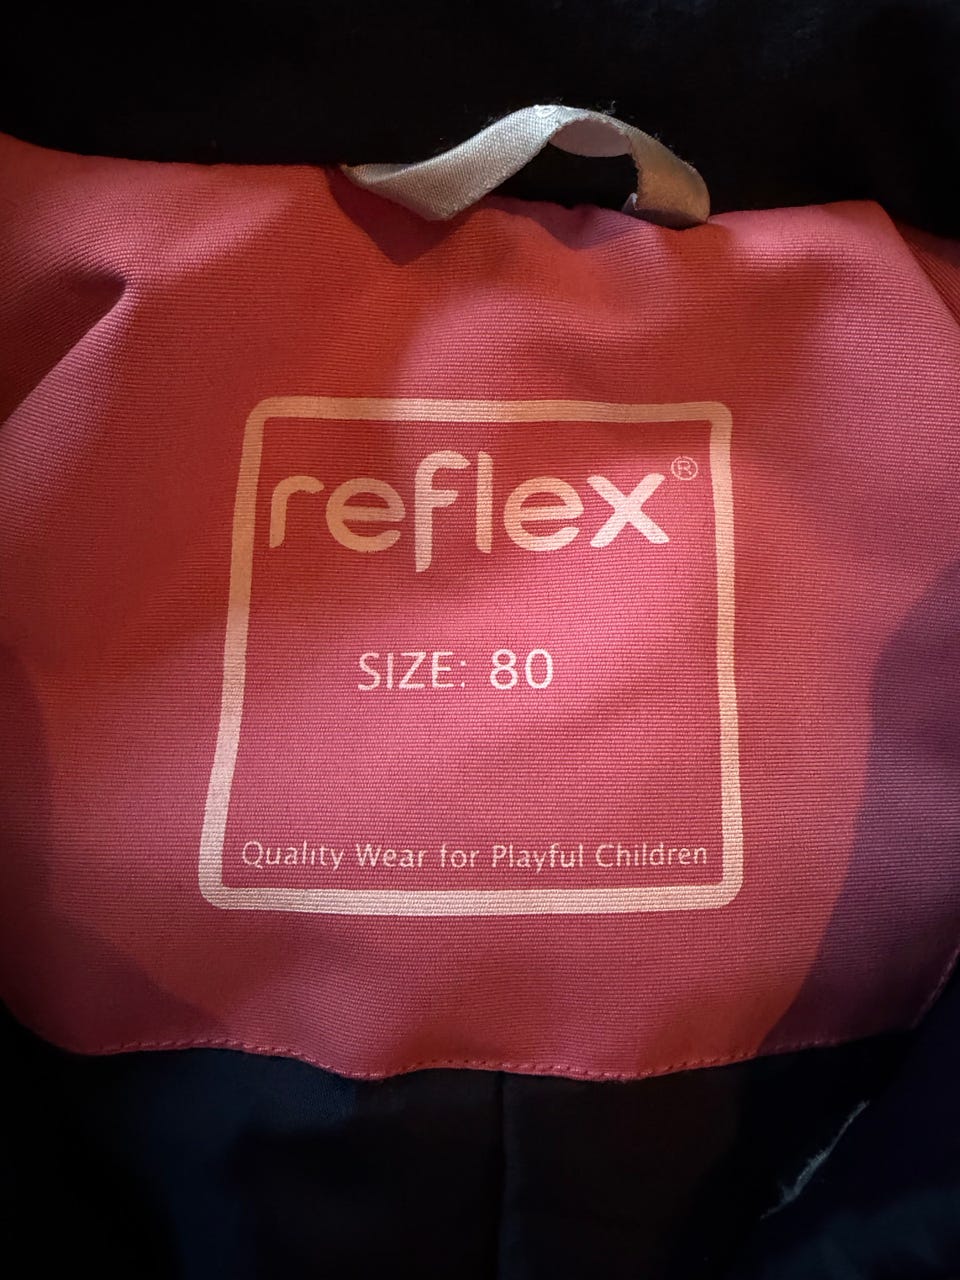 reflex®
SIZE: 80
Quality Wear for Playful Children